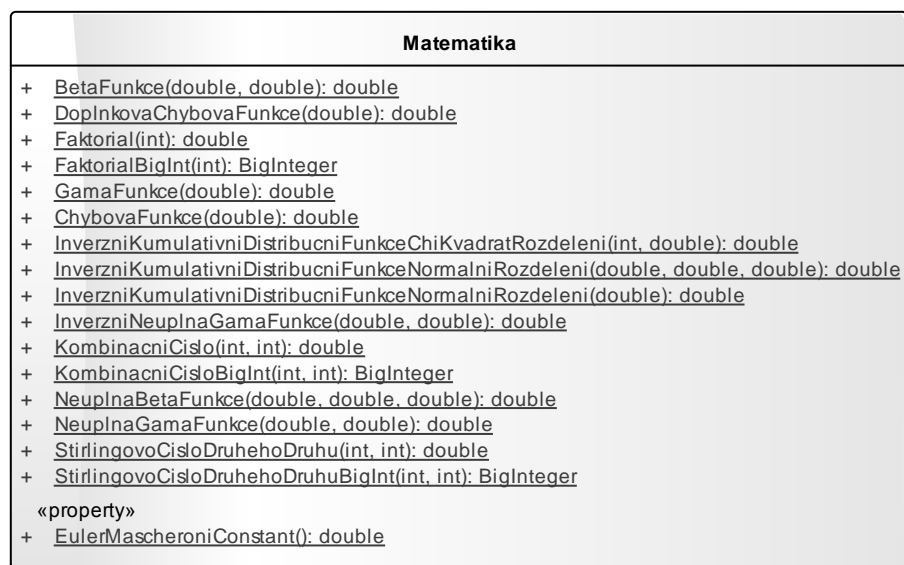 Matematika
+ BetaFunkce(double, double): double
+ DoplnkovaChybovaFunkce(double): double
+ Faktorial(int): double
+ FaktorialBigInt(int): BigInteger
+ GamaFunkce(double): double
+ ChybovaFunkce(double): double
+ InverzniKumulativniDistribucniFunkceChiKvadratRozdeleni(int, double): double
+ InverzniKumulativniDistribucniFunkceNormalniRozdeleni(double, double, double): double
+ InverzniKumulativniDistribucniFunkceNormalniRozdeleni(double): double
+ InverzniNeuplnaGamaFunkce(double, double): double
+ KombinacniCislo(int, int): double
+ KombinacniCisloBigInt(int, int): BigInteger
+ NeuplnaBetaFunkce(double, double, double): double
+ NeuplnaGamaFunkce(double, double): double
+ StirlingovoCisloDruhehoDruhu(int, int): double
+ StirlingovoCisloDruhehoDruhuBigInt(int, int): BigInteger
«property»
+ EulerMascheroniConstant(): double